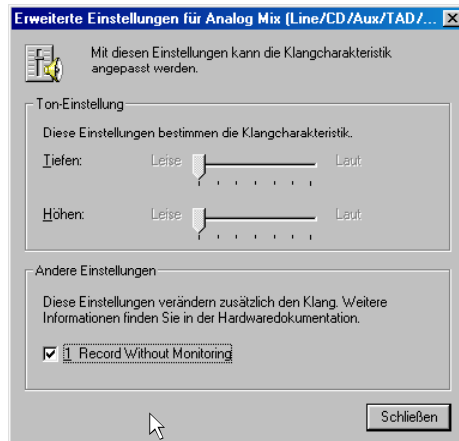 Erweiterte Einstellungen für Analog Mix (Line/CD/Aux/TAD/...
Mit diesen Einstellungen kann die Klangcharakteristik
angepasst werden.
Ton-Einstellung
Diese Einstellungen bestimmen die Klangcharakteristik.
Tiefen: Leise Laut
Höhen: Leise Laut
Andere Einstellungen
Diese Einstellungen verändern zusätzlich den Klang. Weitere
Informationen finden Sie in der Hardwaredokumentation.
1 Record Without Monitoring
Schließen